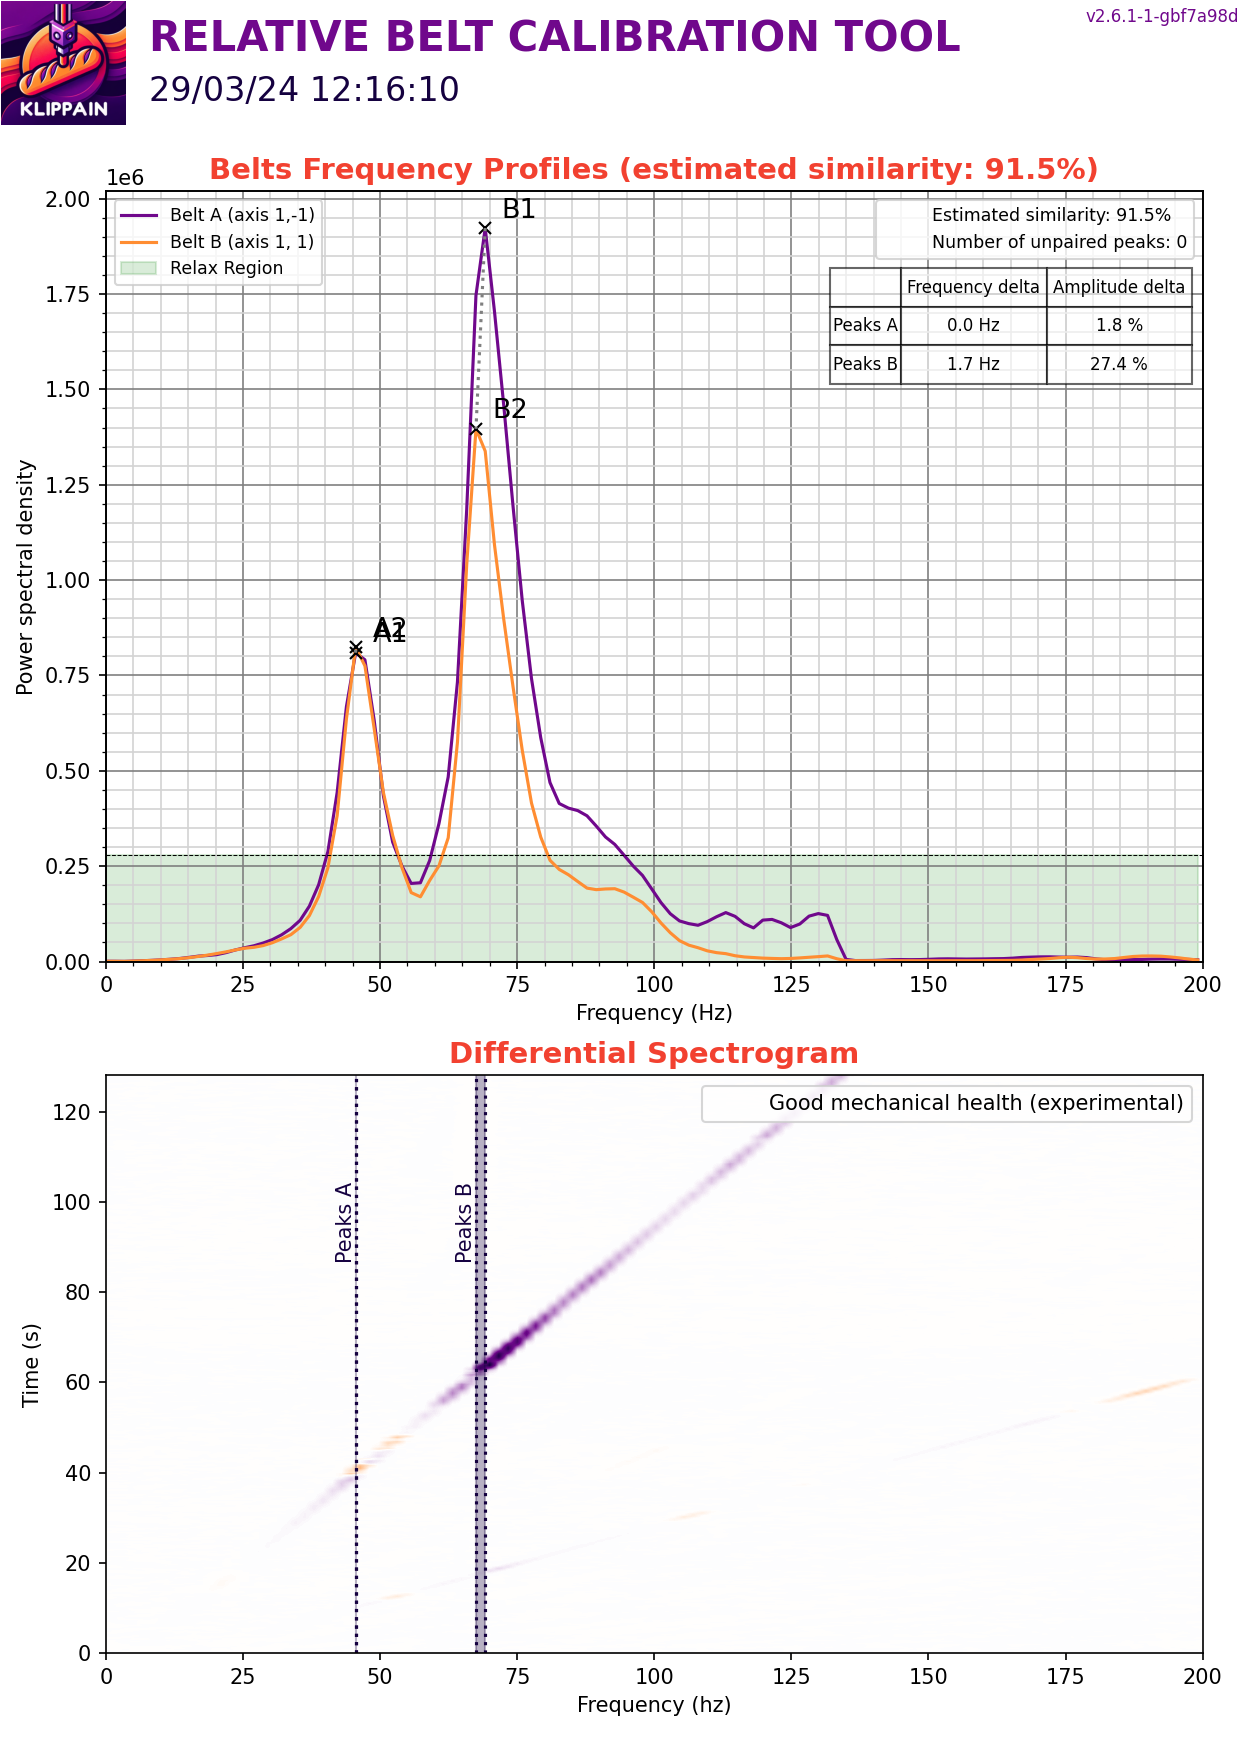 KLIPPAIN
RELATIVE BELT CALIBRATION TOOL
29/03/24 12:16:10
v2.6.1-1-gbf7a98d
Belts Frequency Profiles (estimated similarity: 91.5%)
1e6
2.00
1.75
1.50
1.25
1.00
0.75
0.50
0.25
0.00
Power spectral density
Belt A (axis 1,-1)
Belt B (axis 1, 1)
Relax Region
B1
B2
A2
A1
Estimated similarity: 91.5%
Number of unpaired peaks: 0
Frequency delta Amplitude delta
Peaks A 0.0 Hz 1.8 %
Peaks B 1.7 Hz 27.4 %
0 25 50 75 100 125 150 175 200
Frequency (Hz)
Differential Spectrogram
Good mechanical health (experimental)
120
100
80
60
40
20
0
Time (s)
Peaks A
Peaks B
0 25 50 75 100 125 150 175 200
Frequency (hz)